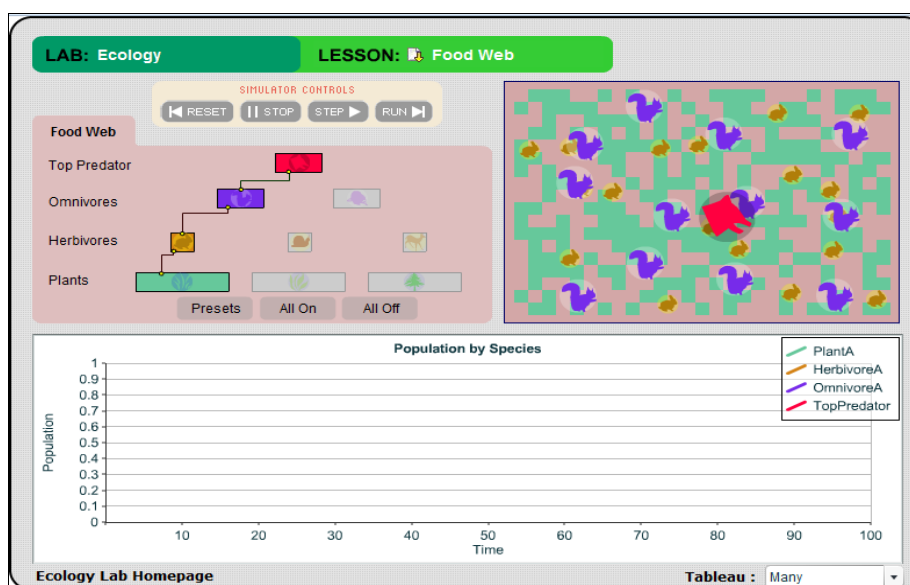 LAB: Ecology
LESSON: Food Web
SIMULATOR CONTROLS
RESET STOP STEP RUN
Food Web
Top Predator
Omnivores
Herbivores
Plants
Presets All On All Off
Population by Species
PlantA
HerbivoreA
OmnivoreA
TopPredator
Population
1
0.9
0.8
0.7
0.6
0.5
0.4
0.3
0.2
0.1
0
10 20 30 40 50 60 70 80 90 100
Time
Ecology Lab Homepage
Tableau : Many